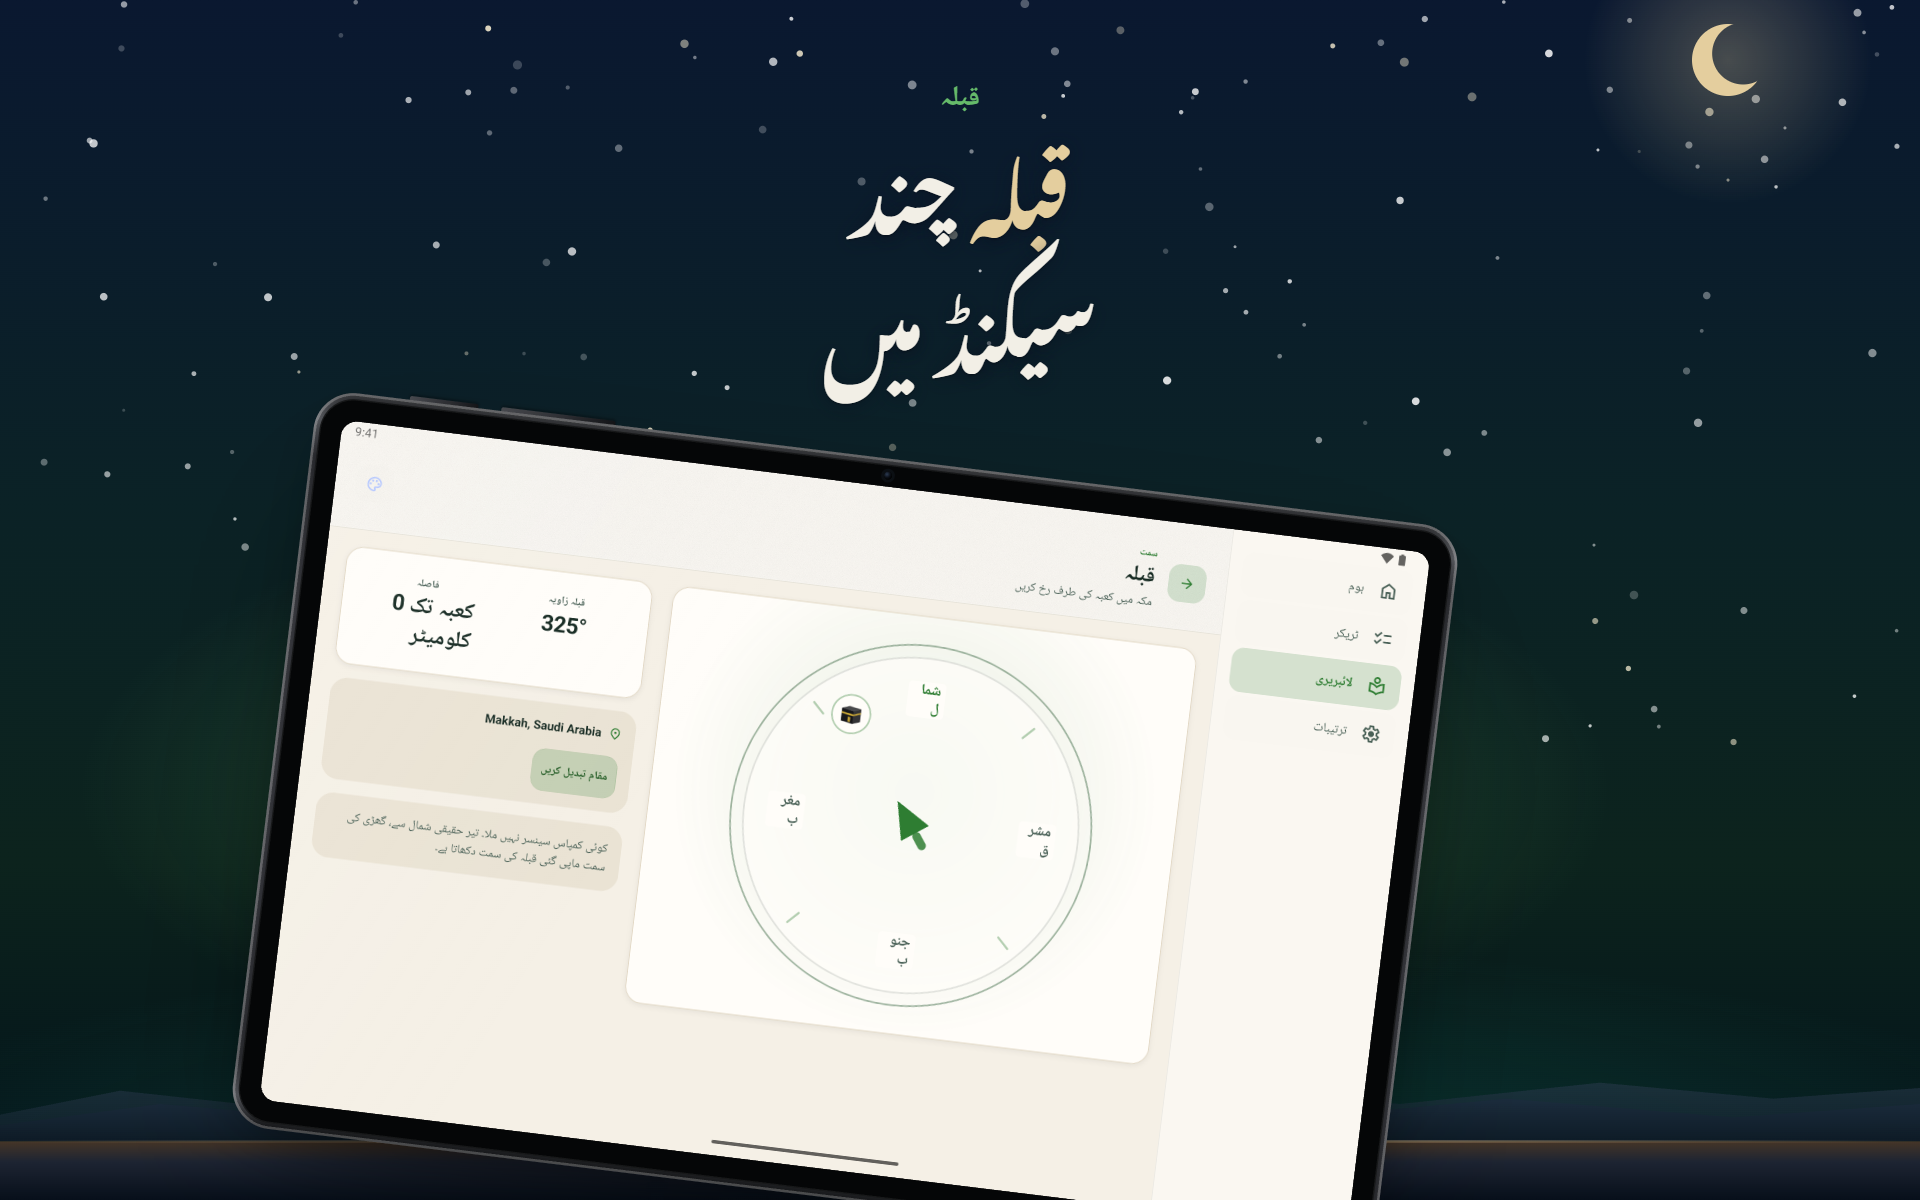 قبلہ
قبلہ چند
سیکنڈ میں
9:41
سمت
قبلہ
مکہ میں کعبہ کی طرف رخ کریں
ہوم
ٹریکر
لائبریری
ترتیبات
قبلہ زاویہ
325°
فاصلہ
کعبہ تک 0
کلومیٹر
Makkah, Saudi Arabia
مقام تبدیل کریں
کوئی کمپاس سینسر نہیں ملا۔ تیر حقیقی شمال سے، گھڑی کی
سمت ماپی گئی قبلہ کی سمت دکھاتا ہے۔
شما
ل
مشر
ق
مغر
ب
جنو
ب